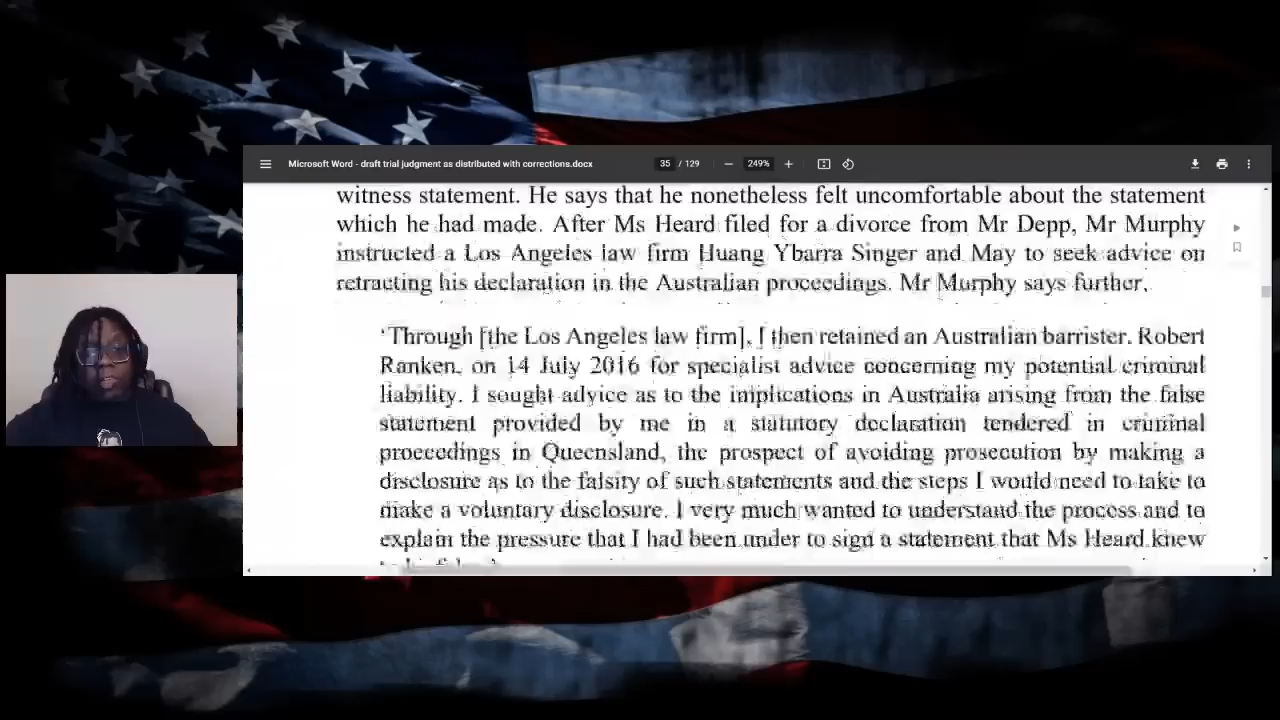 Microsoft Word - draft trial judgment as distributed with corrections.docx
35 / 129
249%
witness statement. He says that he nonetheless felt uncomfortable about the statement
which he had made. After Ms Heard filed for a divorce from Mr Depp, Mr Murphy
instructed a Los Angeles law firm Huang Ybarra Singer and May to seek advice on
retracting his declaration in the Australian proceedings. Mr Murphy says further,
'Through [the Los Angeles law firm], I then retained an Australian barrister, Robert
Ranken, on 14 July 2016 for specialist advice concerning my potential criminal
liability. I sought advice as to the implications in Australia arising from the false
statement provided by me in a statutory declaration tendered in criminal
proceedings in Queensland, the prospect of avoiding prosecution by making a
disclosure as to the falsity of such statements and the steps I would need to take to
make a voluntary disclosure. I very much wanted to understand the process and to
explain the pressure that I had been under to sign a statement that Ms Heard knew